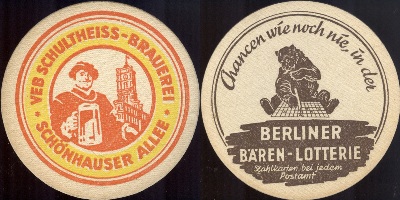 VEB SCHULTHEISS-BRAUEREI
SCHÖNHAUSER ALLEE
Chancen wie noch nie, in der
BERLINER
BÄREN-LOTTERIE
Zahlkarten bei jedem
Postamt